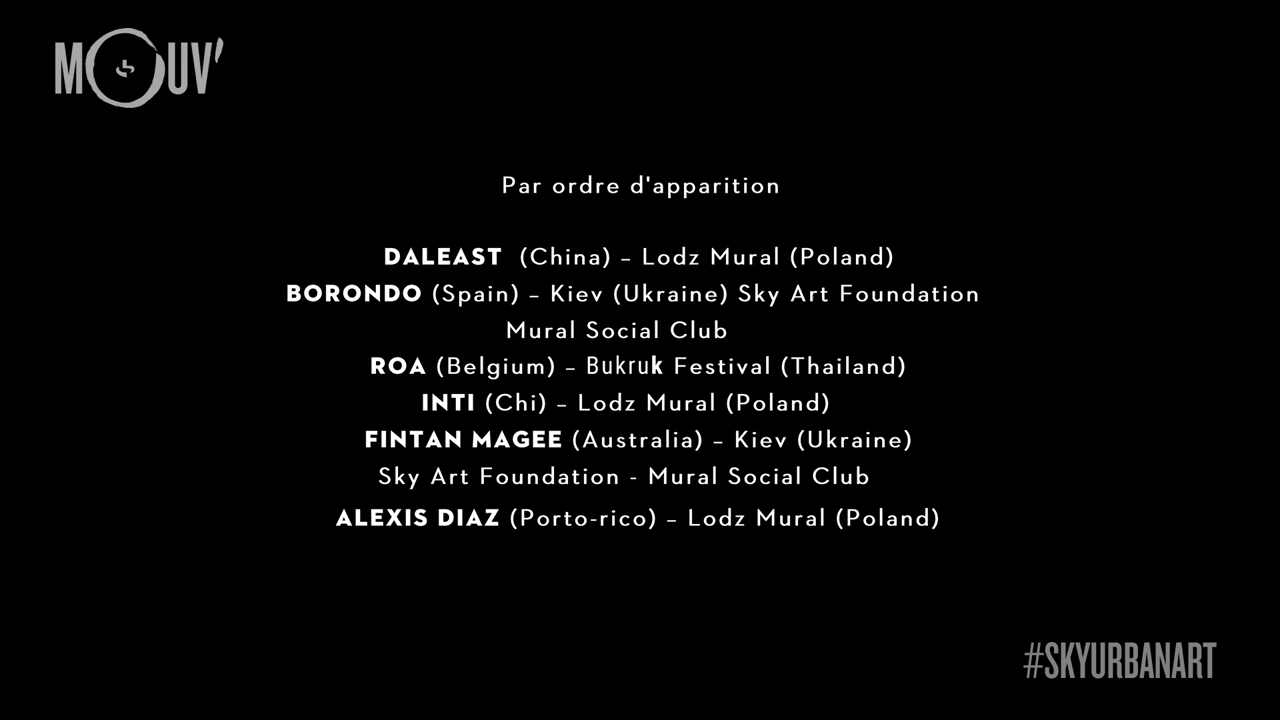 MOUV'
Par ordre d'apparition
DALEAST (China) – Lodz Mural (Poland)
BORONDO (Spain) – Kiev (Ukraine) Sky Art Foundation
Mural Social Club
ROA (Belgium) – Bukruk Festival (Thailand)
INTI (Chi) – Lodz Mural (Poland)
FINTAN MAGEE (Australia) – Kiev (Ukraine)
Sky Art Foundation - Mural Social Club
ALEXIS DIAZ (Porto-rico) – Lodz Mural (Poland)
#SKYURBANART